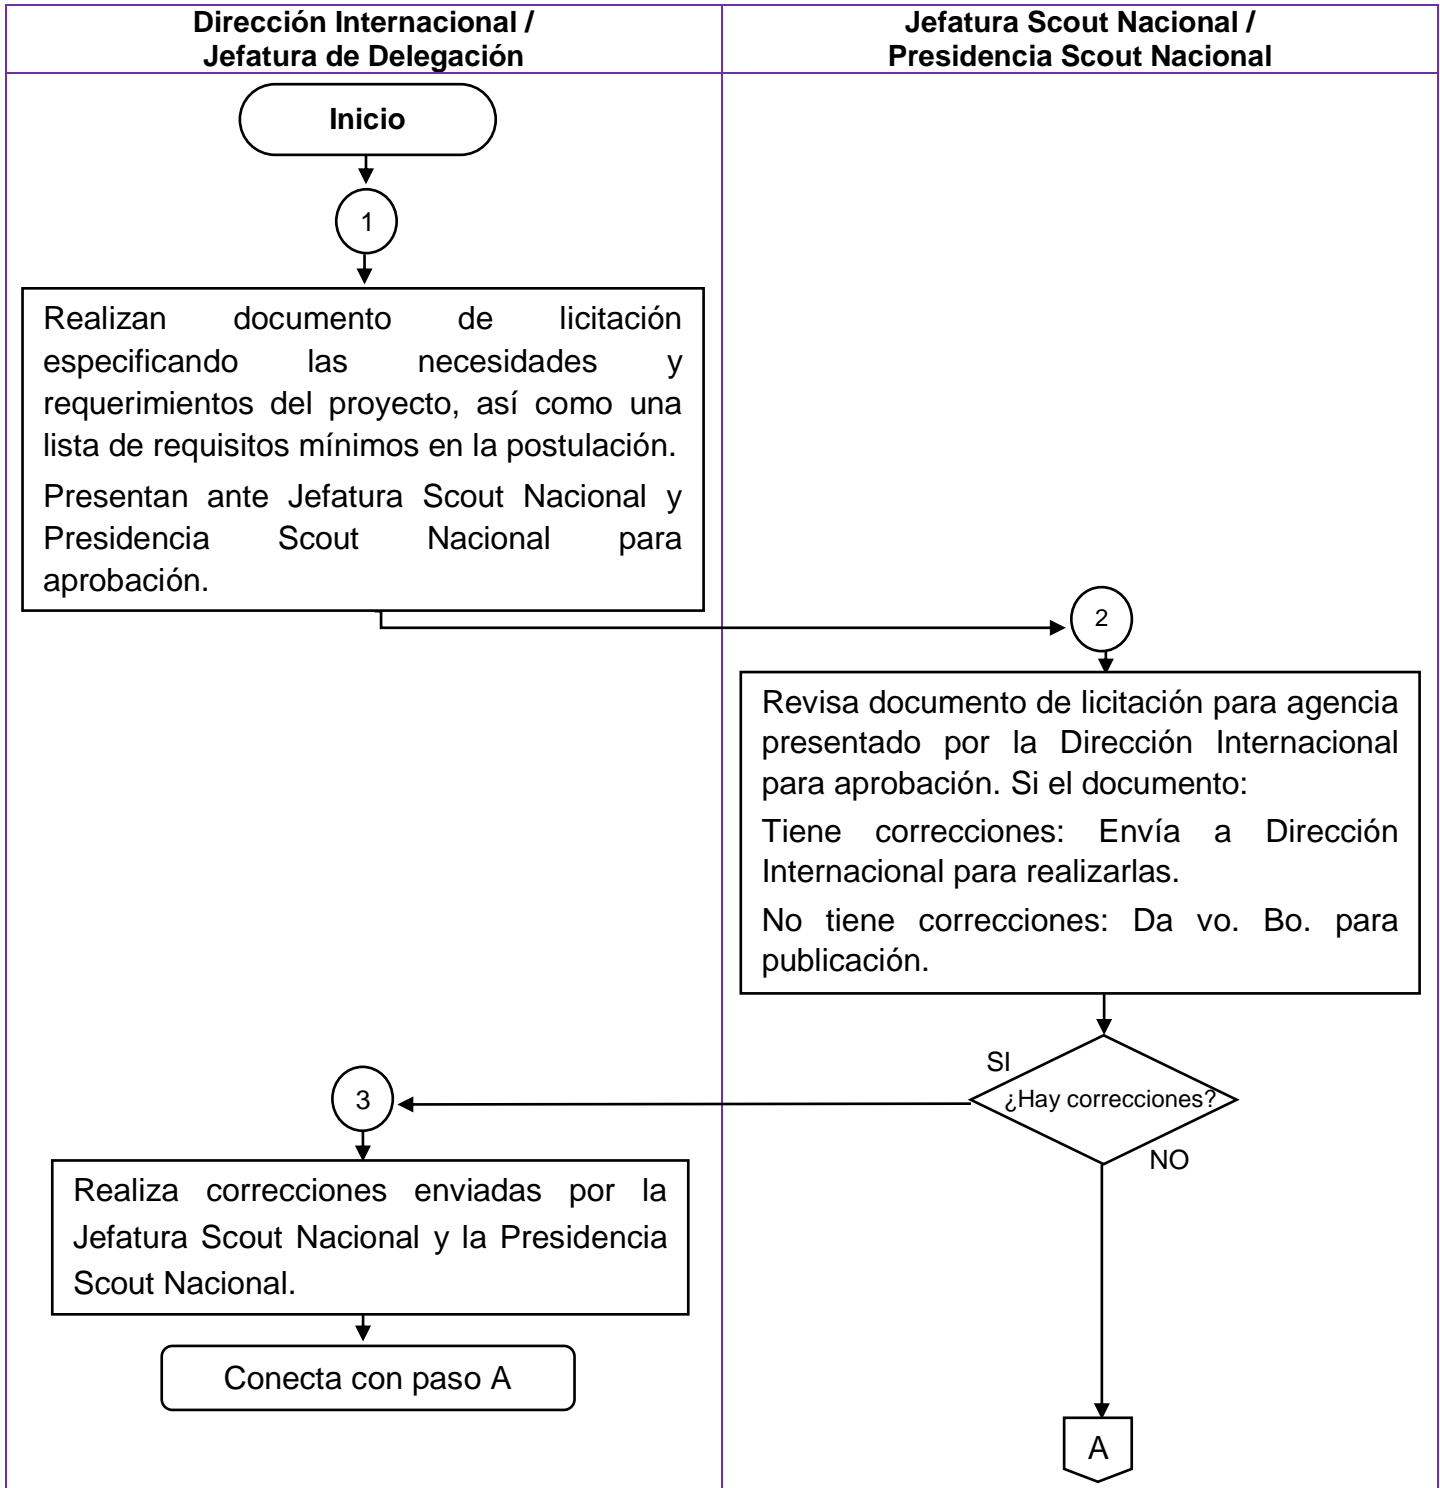 Dirección Internacional /
Jefatura de Delegación
Jefatura Scout Nacional /
Presidencia Scout Nacional
Inicio
1
Realizan documento de licitación
especificando las necesidades y
requerimientos del proyecto, así como una
lista de requisitos mínimos en la postulación.
Presentan ante Jefatura Scout Nacional y
Presidencia Scout Nacional para
aprobación.
2
Revisa documento de licitación para agencia
presentado por la Dirección Internacional
para aprobación. Si el documento:
Tiene correcciones: Envía a Dirección
Internacional para realizarlas.
No tiene correcciones: Da vo. Bo. para
publicación.
SI
¿Hay correcciones?
NO
3
Realiza correcciones enviadas por la
Jefatura Scout Nacional y la Presidencia
Scout Nacional.
Conecta con paso A
A